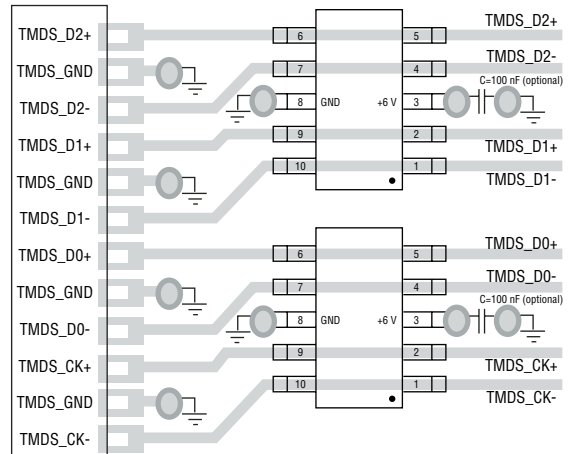 TMDS_D2+
TMDS_GND
TMDS_D2-
TMDS_D1+
TMDS_GND
TMDS_D1-
TMDS_D0+
TMDS_GND
TMDS_D0-
TMDS_CK+
TMDS_GND
TMDS_CK-
6
7
8
9
10
GND
+6 V
5
4
3
2
1
TMDS_D2+
TMDS_D2-
C=100 nF (optional)
TMDS_D1+
TMDS_D1-
6
7
8
9
10
GND
+6 V
5
4
3
2
1
TMDS_D0+
TMDS_D0-
C=100 nF (optional)
TMDS_CK+
TMDS_CK-